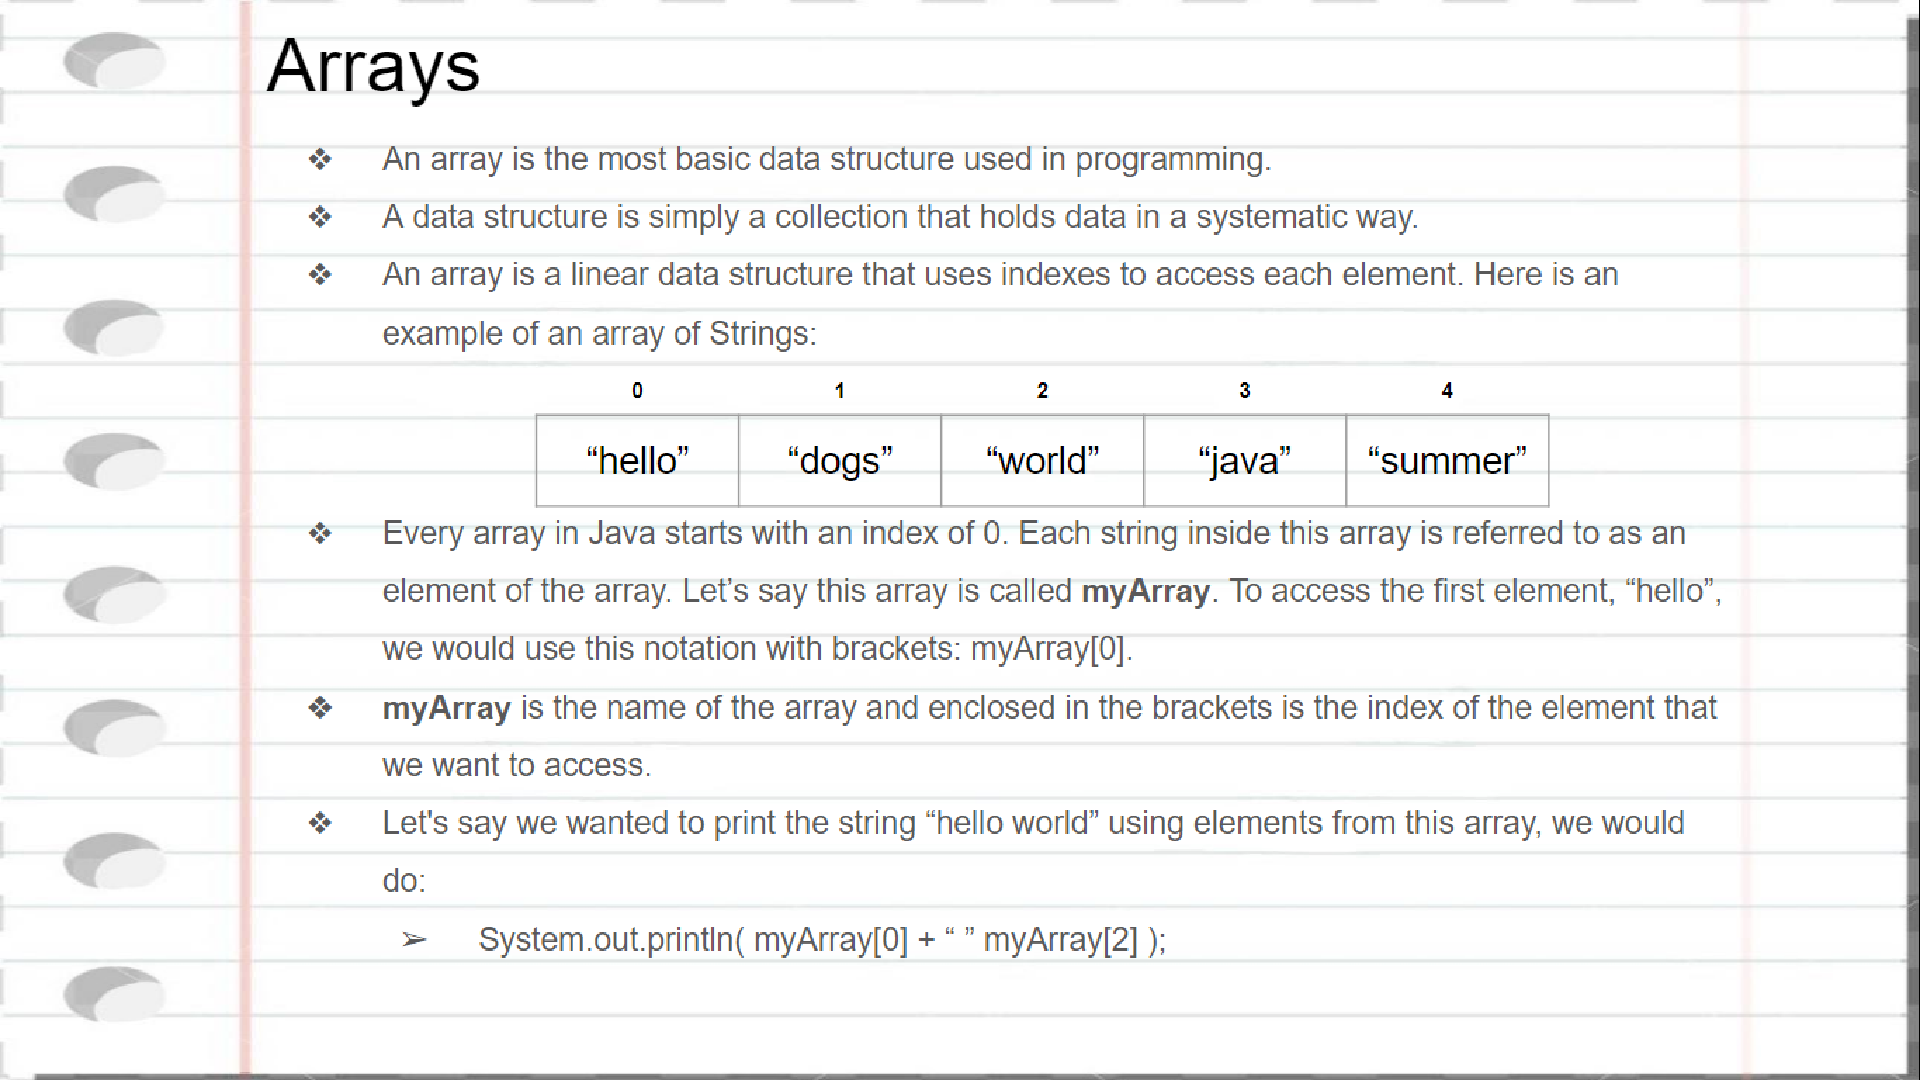 Arrays
❖ An array is the most basic data structure used in programming.
❖ A data structure is simply a collection that holds data in a systematic way.
❖ An array is a linear data structure that uses indexes to access each element. Here is an
example of an array of Strings:
0 1 2 3 4
“hello” “dogs” “world” “java” “summer”
❖ Every array in Java starts with an index of 0. Each string inside this array is referred to as an
element of the array. Let’s say this array is called myArray. To access the first element, “hello”,
we would use this notation with brackets: myArray[0].
❖ myArray is the name of the array and enclosed in the brackets is the index of the element that
we want to access.
❖ Let's say we wanted to print the string “hello world” using elements from this array, we would
do:
➢ System.out.println( myArray[0] + “ ” myArray[2] );